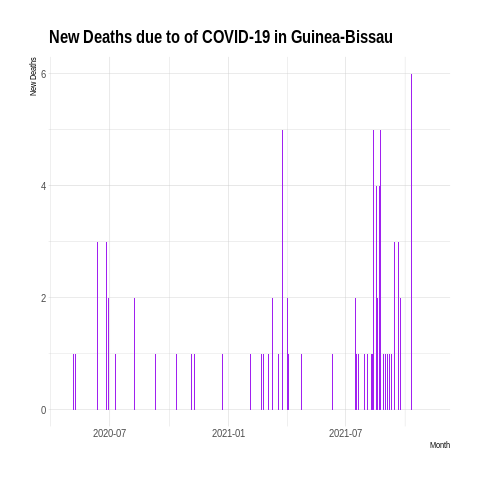 New Deaths due to of COVID-19 in Guinea-Bissau
New Deaths
6
4
2
0
2020-07 2021-01 2021-07
Month